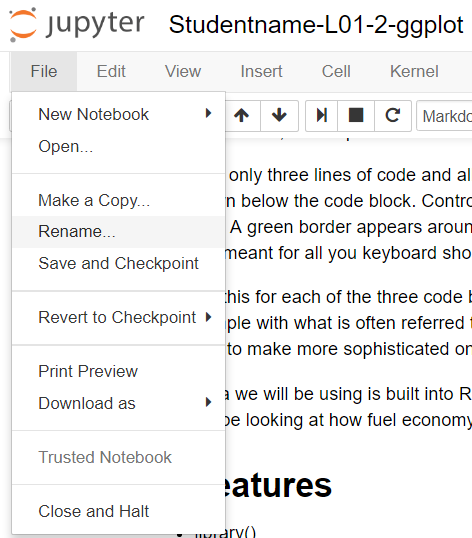 jupyter Studentname-L01-2-ggplot
File Edit View Insert Cell Kernel
New Notebook
Open...
Make a Copy...
Rename...
Save and Checkpoint
Revert to Checkpoint
Print Preview
Download as
Trusted Notebook
Close and Halt
Markdo
only three lines of code and al
n below the code block. Contro
A green border appears aroun
meant for all you keyboard sho
this for each of the three code b
ple with what is often referred t
to make more sophisticated on
a we will be using is built into R
be looking at how fuel economy
eatures
library()